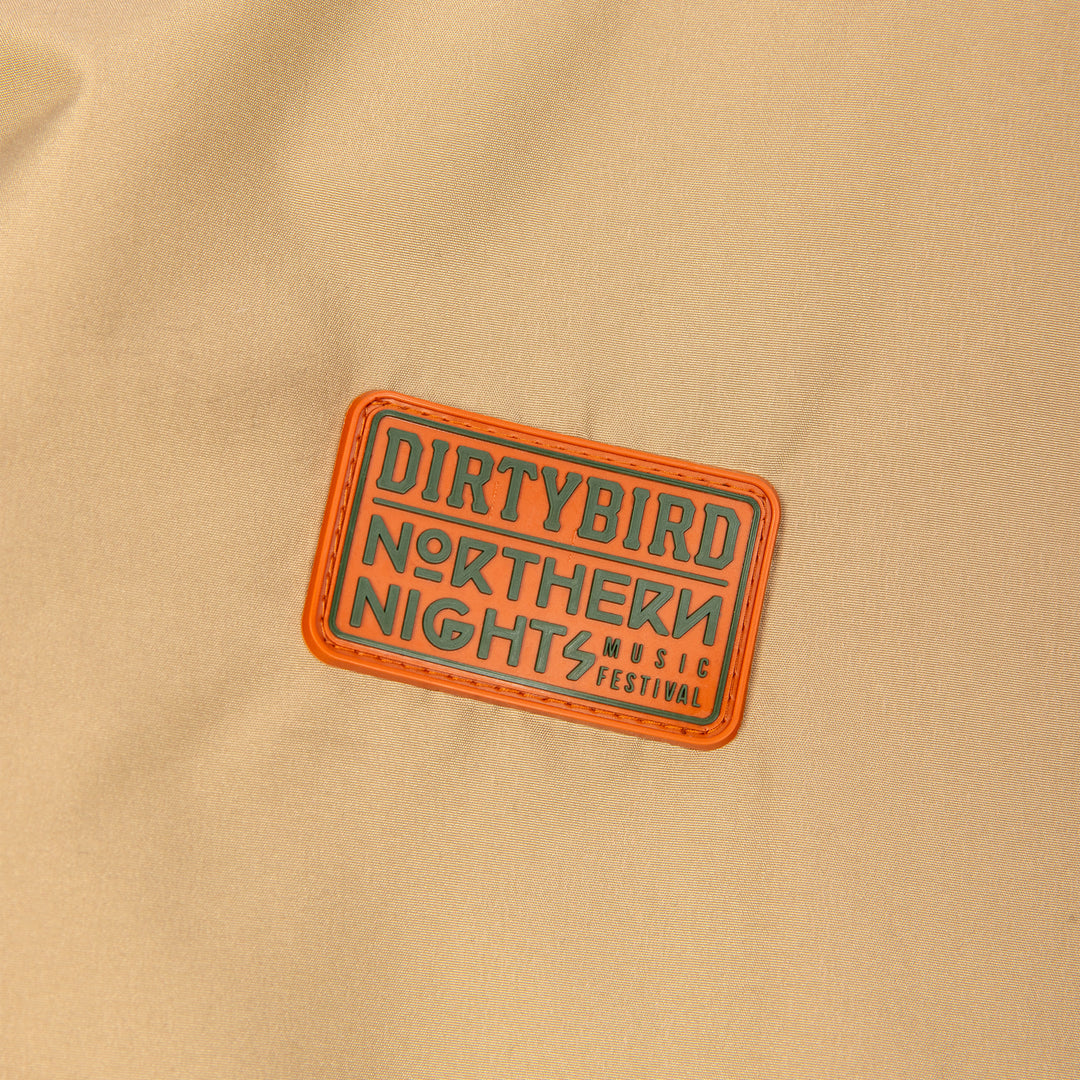 DIRTYBIRD
NORTHERN
NIGHTS
MUSIC
FESTIVAL